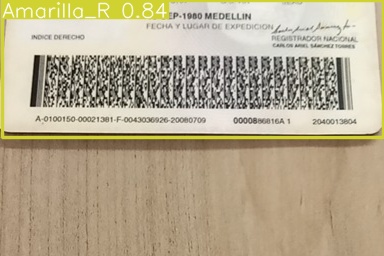 Amarilla_R 0.84
EP-1980 MEDELLIN
FECHA Y LUGAR DE EXPEDICION
INDICE DERECHO
REGISTRADOR NACIONAL
CARLOS ARIEL SÁNCHEZ TORRES
A-0100150-00021381-F-0043036926-20080709 0000886816A 1 2040013804